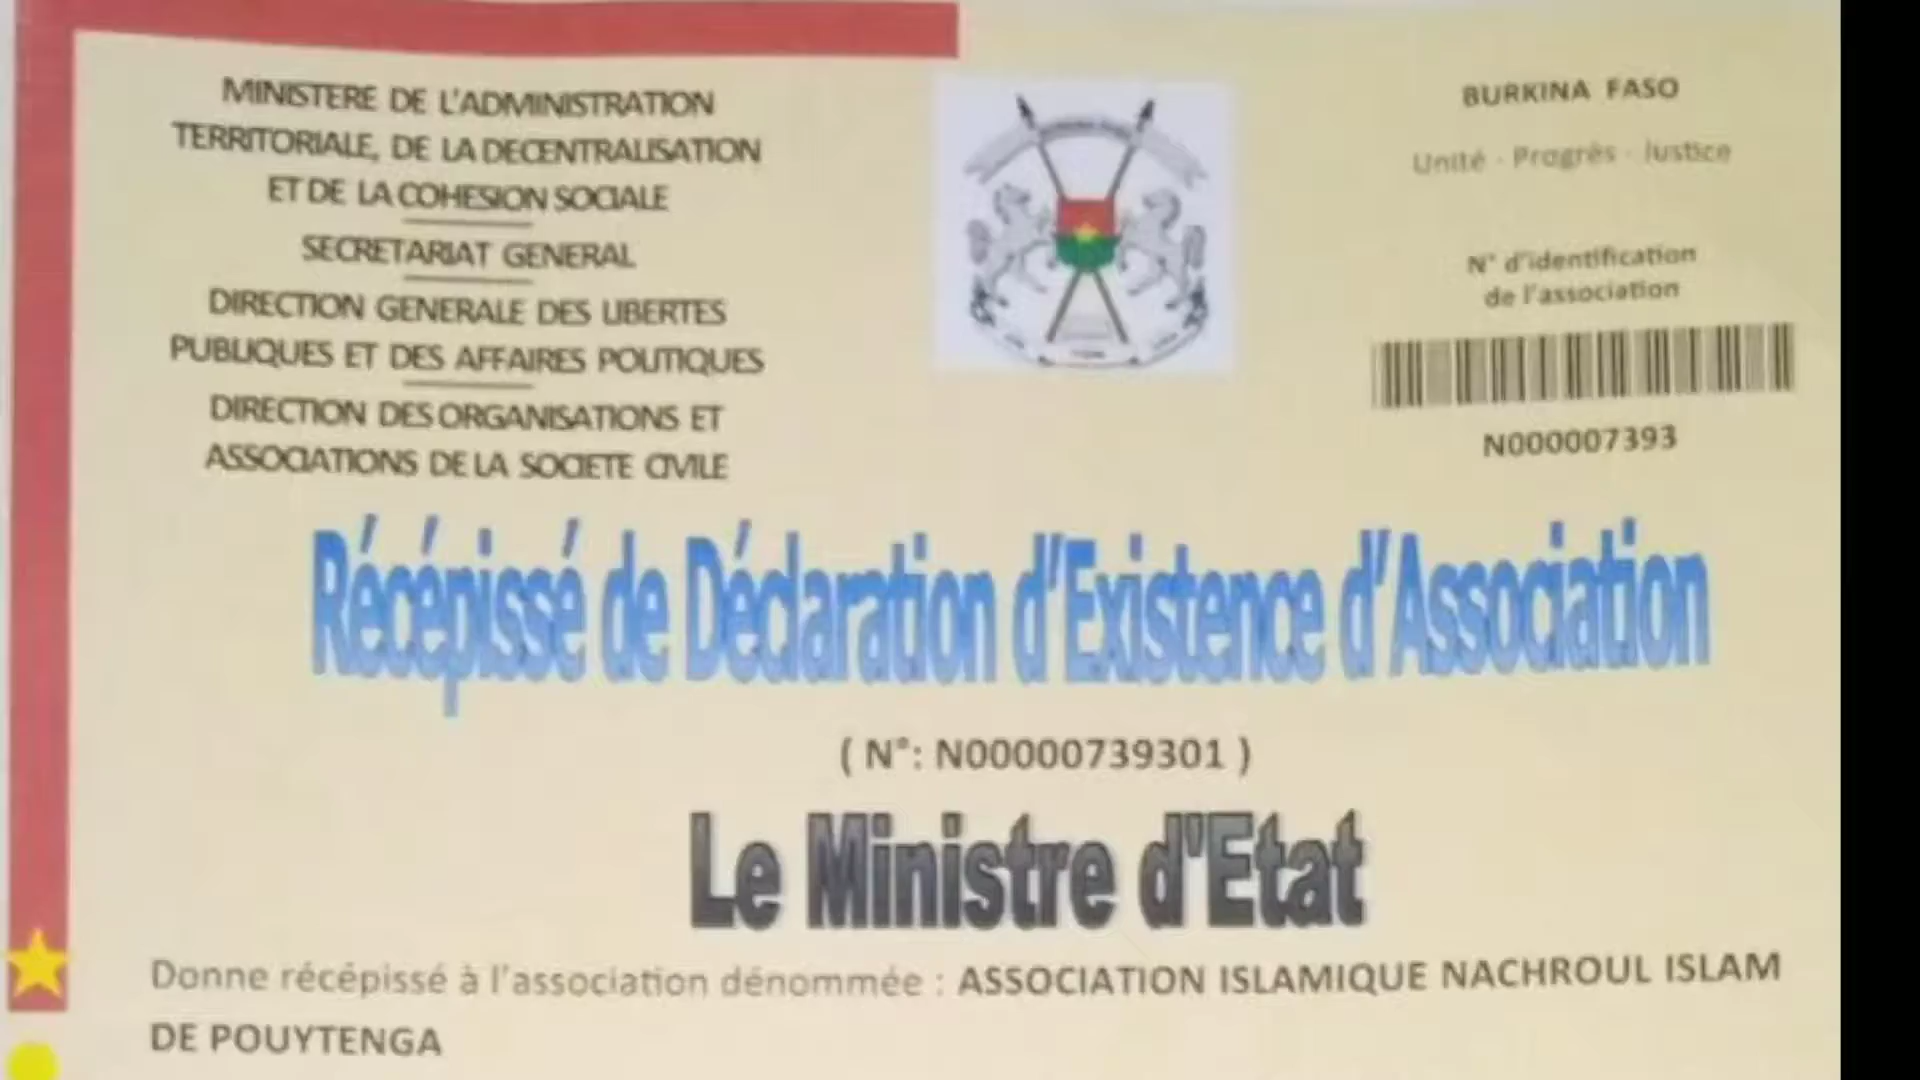 MINISTERE DE L'ADMINISTRATION
TERRITORIALE, DE LA DECENTRALISATION
ET DE LA COHESION SOCIALE
SECRETARIAT GENERAL
DIRECTION GENERALE DES LIBERTES
PUBLIQUES ET DES AFFAIRES POLITIQUES
DIRECTION DES ORGANISATIONS ET
ASSOCIATIONS DE LA SOCIETE CIVILE
BURKINA FASO
Unité - Progrès - Justice
N° d'identification
de l'association
N000007393
Récépissé de Déclaration d'Existence d'Association
( N°: N00000739301 )
Le Ministre d'Etat
Donne récépissé à l'association dénommée : ASSOCIATION ISLAMIQUE NACHROUL ISLAM
DE POUYTENGA